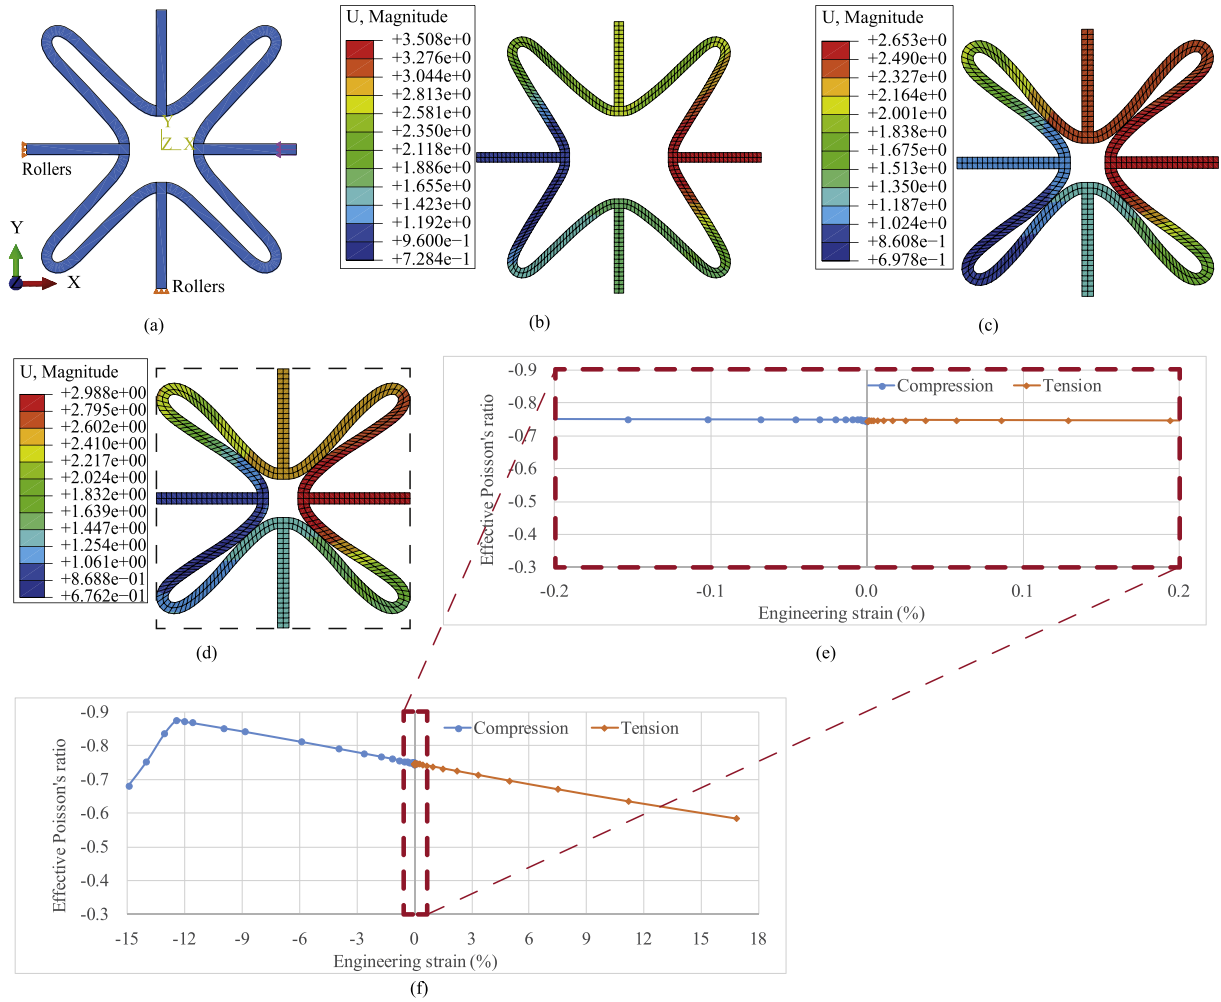 Y
Z X
Rollers
Y
Z
X
Rollers
(a)
U, Magnitude
+3.508e+0
+3.276e+0
+3.044e+0
+2.813e+0
+2.581e+0
+2.350e+0
+2.118e+0
+1.886e+0
+1.655e+0
+1.423e+0
+1.192e+0
+9.600e−1
+7.284e−1
(b)
U, Magnitude
+2.653e+0
+2.490e+0
+2.327e+0
+2.164e+0
+2.001e+0
+1.838e+0
+1.675e+0
+1.513e+0
+1.350e+0
+1.187e+0
+1.024e+0
+8.608e−1
+6.978e−1
(c)
U, Magnitude
+2.988e+00
+2.795e+00
+2.602e+00
+2.410e+00
+2.217e+00
+2.024e+00
+1.832e+00
+1.639e+00
+1.447e+00
+1.254e+00
+1.061e+00
+8.688e−01
+6.762e−01
(d)
Effective Poisson's ratio
-0.9
-0.8
-0.7
-0.6
-0.5
-0.4
-0.3
Compression Tension
-0.2 -0.1 0.0 0.1 0.2
Engineering strain (%)
(e)
Effective Poisson's ratio
-0.9
-0.8
-0.7
-0.6
-0.5
-0.4
-0.3
Compression Tension
-15 -12 -9 -6 -3 0 3 6 9 12 15 18
Engineering strain (%)
(f)